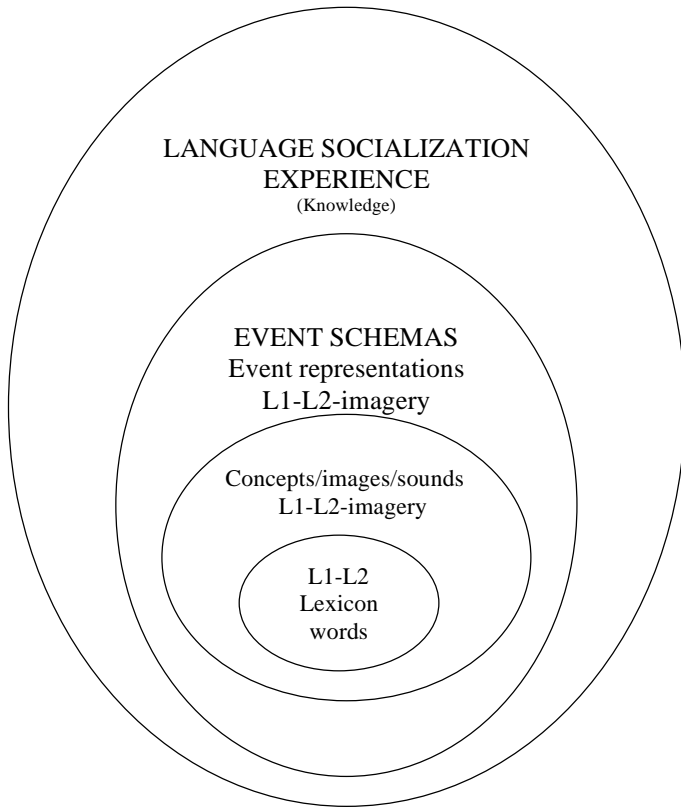 LANGUAGE SOCIALIZATION
EXPERIENCE
(Knowledge)
EVENT SCHEMAS
Event representations
L1-L2-imagery
Concepts/images/sounds
L1-L2-imagery
L1-L2
Lexicon
words